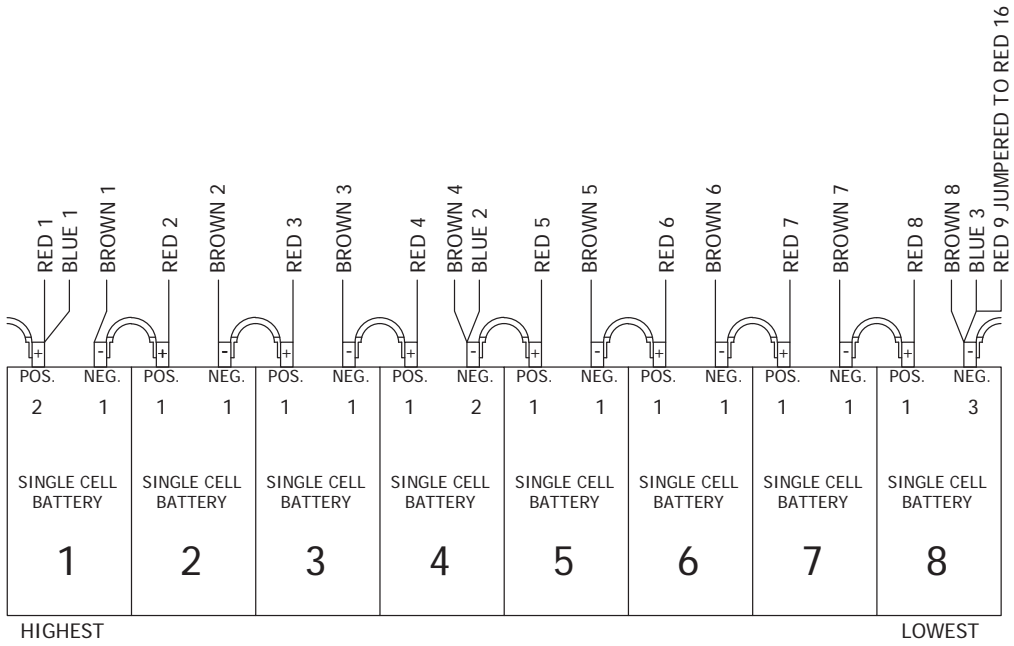 RED 1
BLUE 1
BROWN 1
RED 2
BROWN 2
RED 3
BROWN 3
RED 4
BROWN 4
BLUE 2
RED 5
BROWN 5
RED 6
BROWN 6
RED 7
BROWN 7
RED 8
BROWN 8
BLUE 3
RED 9 JUMPERED TO RED 16
+ - + - + - + - + - + - + - + -
POS. NEG. POS. NEG. POS. NEG. POS. NEG. POS. NEG. POS. NEG. POS. NEG. POS. NEG.
2 1 1 1 1 1 1 2 1 1 1 1 1 1 1 3
SINGLE CELL SINGLE CELL SINGLE CELL SINGLE CELL SINGLE CELL SINGLE CELL SINGLE CELL SINGLE CELL
BATTERY BATTERY BATTERY BATTERY BATTERY BATTERY BATTERY BATTERY
1 2 3 4 5 6 7 8
HIGHEST LOWEST